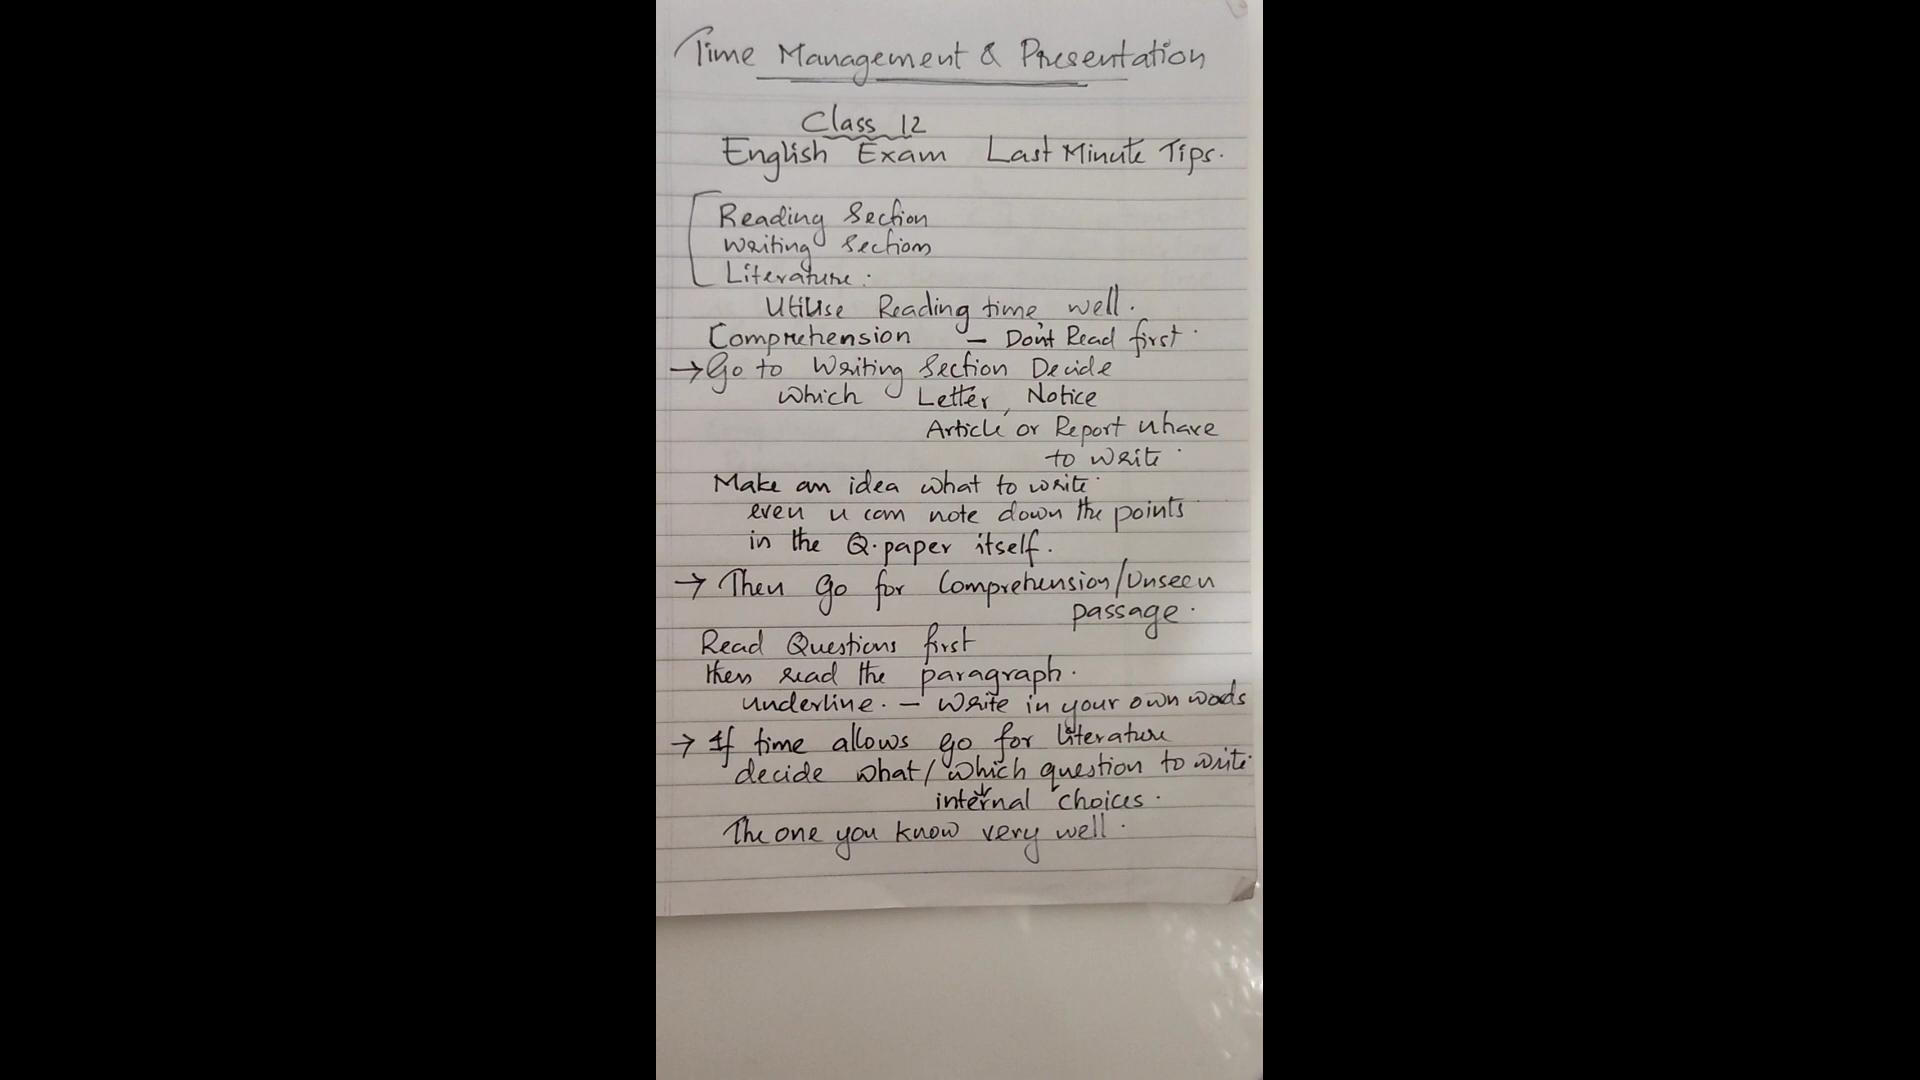 Time Management & Presentation
Class 12
English Exam Last Minute Tips.
Reading Section
Writing Section
Literature.
Utilise Reading time well.
Comprehension - Don't Read first.
→ Go to Writing Section Decide
which Letter, Notice
Article or Report u have
to write.
Make an idea what to write.
even u can note down the points
in the Q.paper itself.
→ Then Go for Comprehension/Unseen
passage.
Read Questions first
then read the paragraph.
underline. - Write in your own words
→ If time allows go for literature
decide what/which question to write.
internal choices.
The one you know very well.